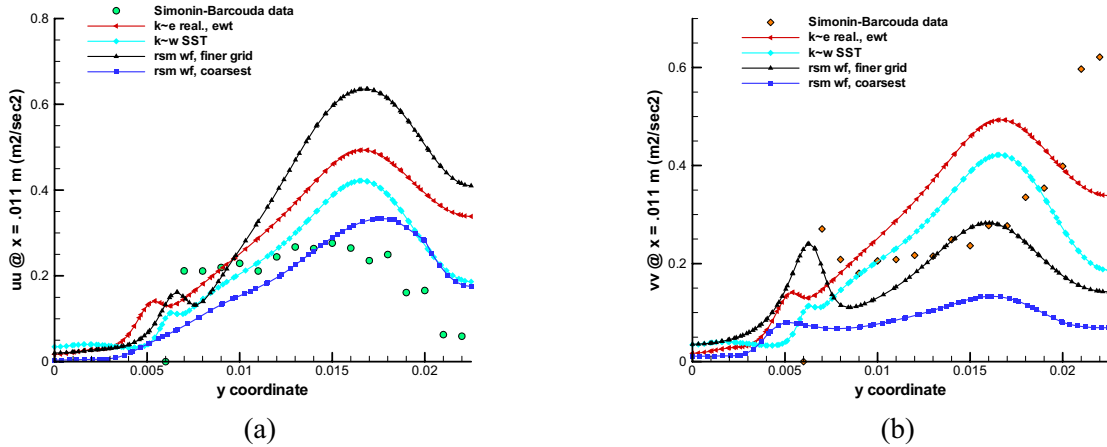 0.8
0.6
0.4
0.2
0
uu @ x = .011 m (m2/sec2)
Simonin-Barcouda data
k~e real., ewt
k~w SST
rsm wf, finer grid
rsm wf, coarsest
0
0.005
0.01
0.015
0.02
y coordinate
(a)
0.6
0.4
0.2
0
vv @ x = .011 m (m2/sec2)
Simonin-Barcouda data
k~e real., ewt
k~w SST
rsm wf, finer grid
rsm wf, coarsest
0
0.005
0.01
0.015
0.02
y coordinate
(b)